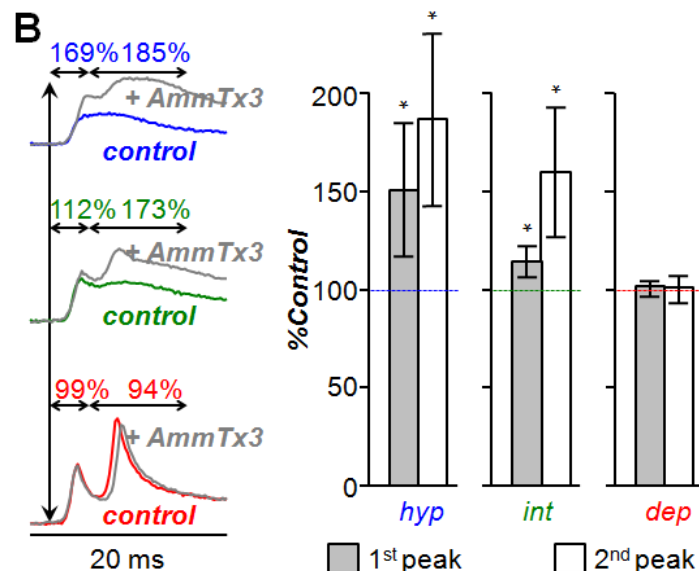 B
169% 185%
+ AmmTx3
control
112% 173%
+ AmmTx3
control
99% 94%
+ AmmTx3
control
20 ms
%Control
200
150
100
50
0
* *
* *
hyp int dep
1st peak 2nd peak